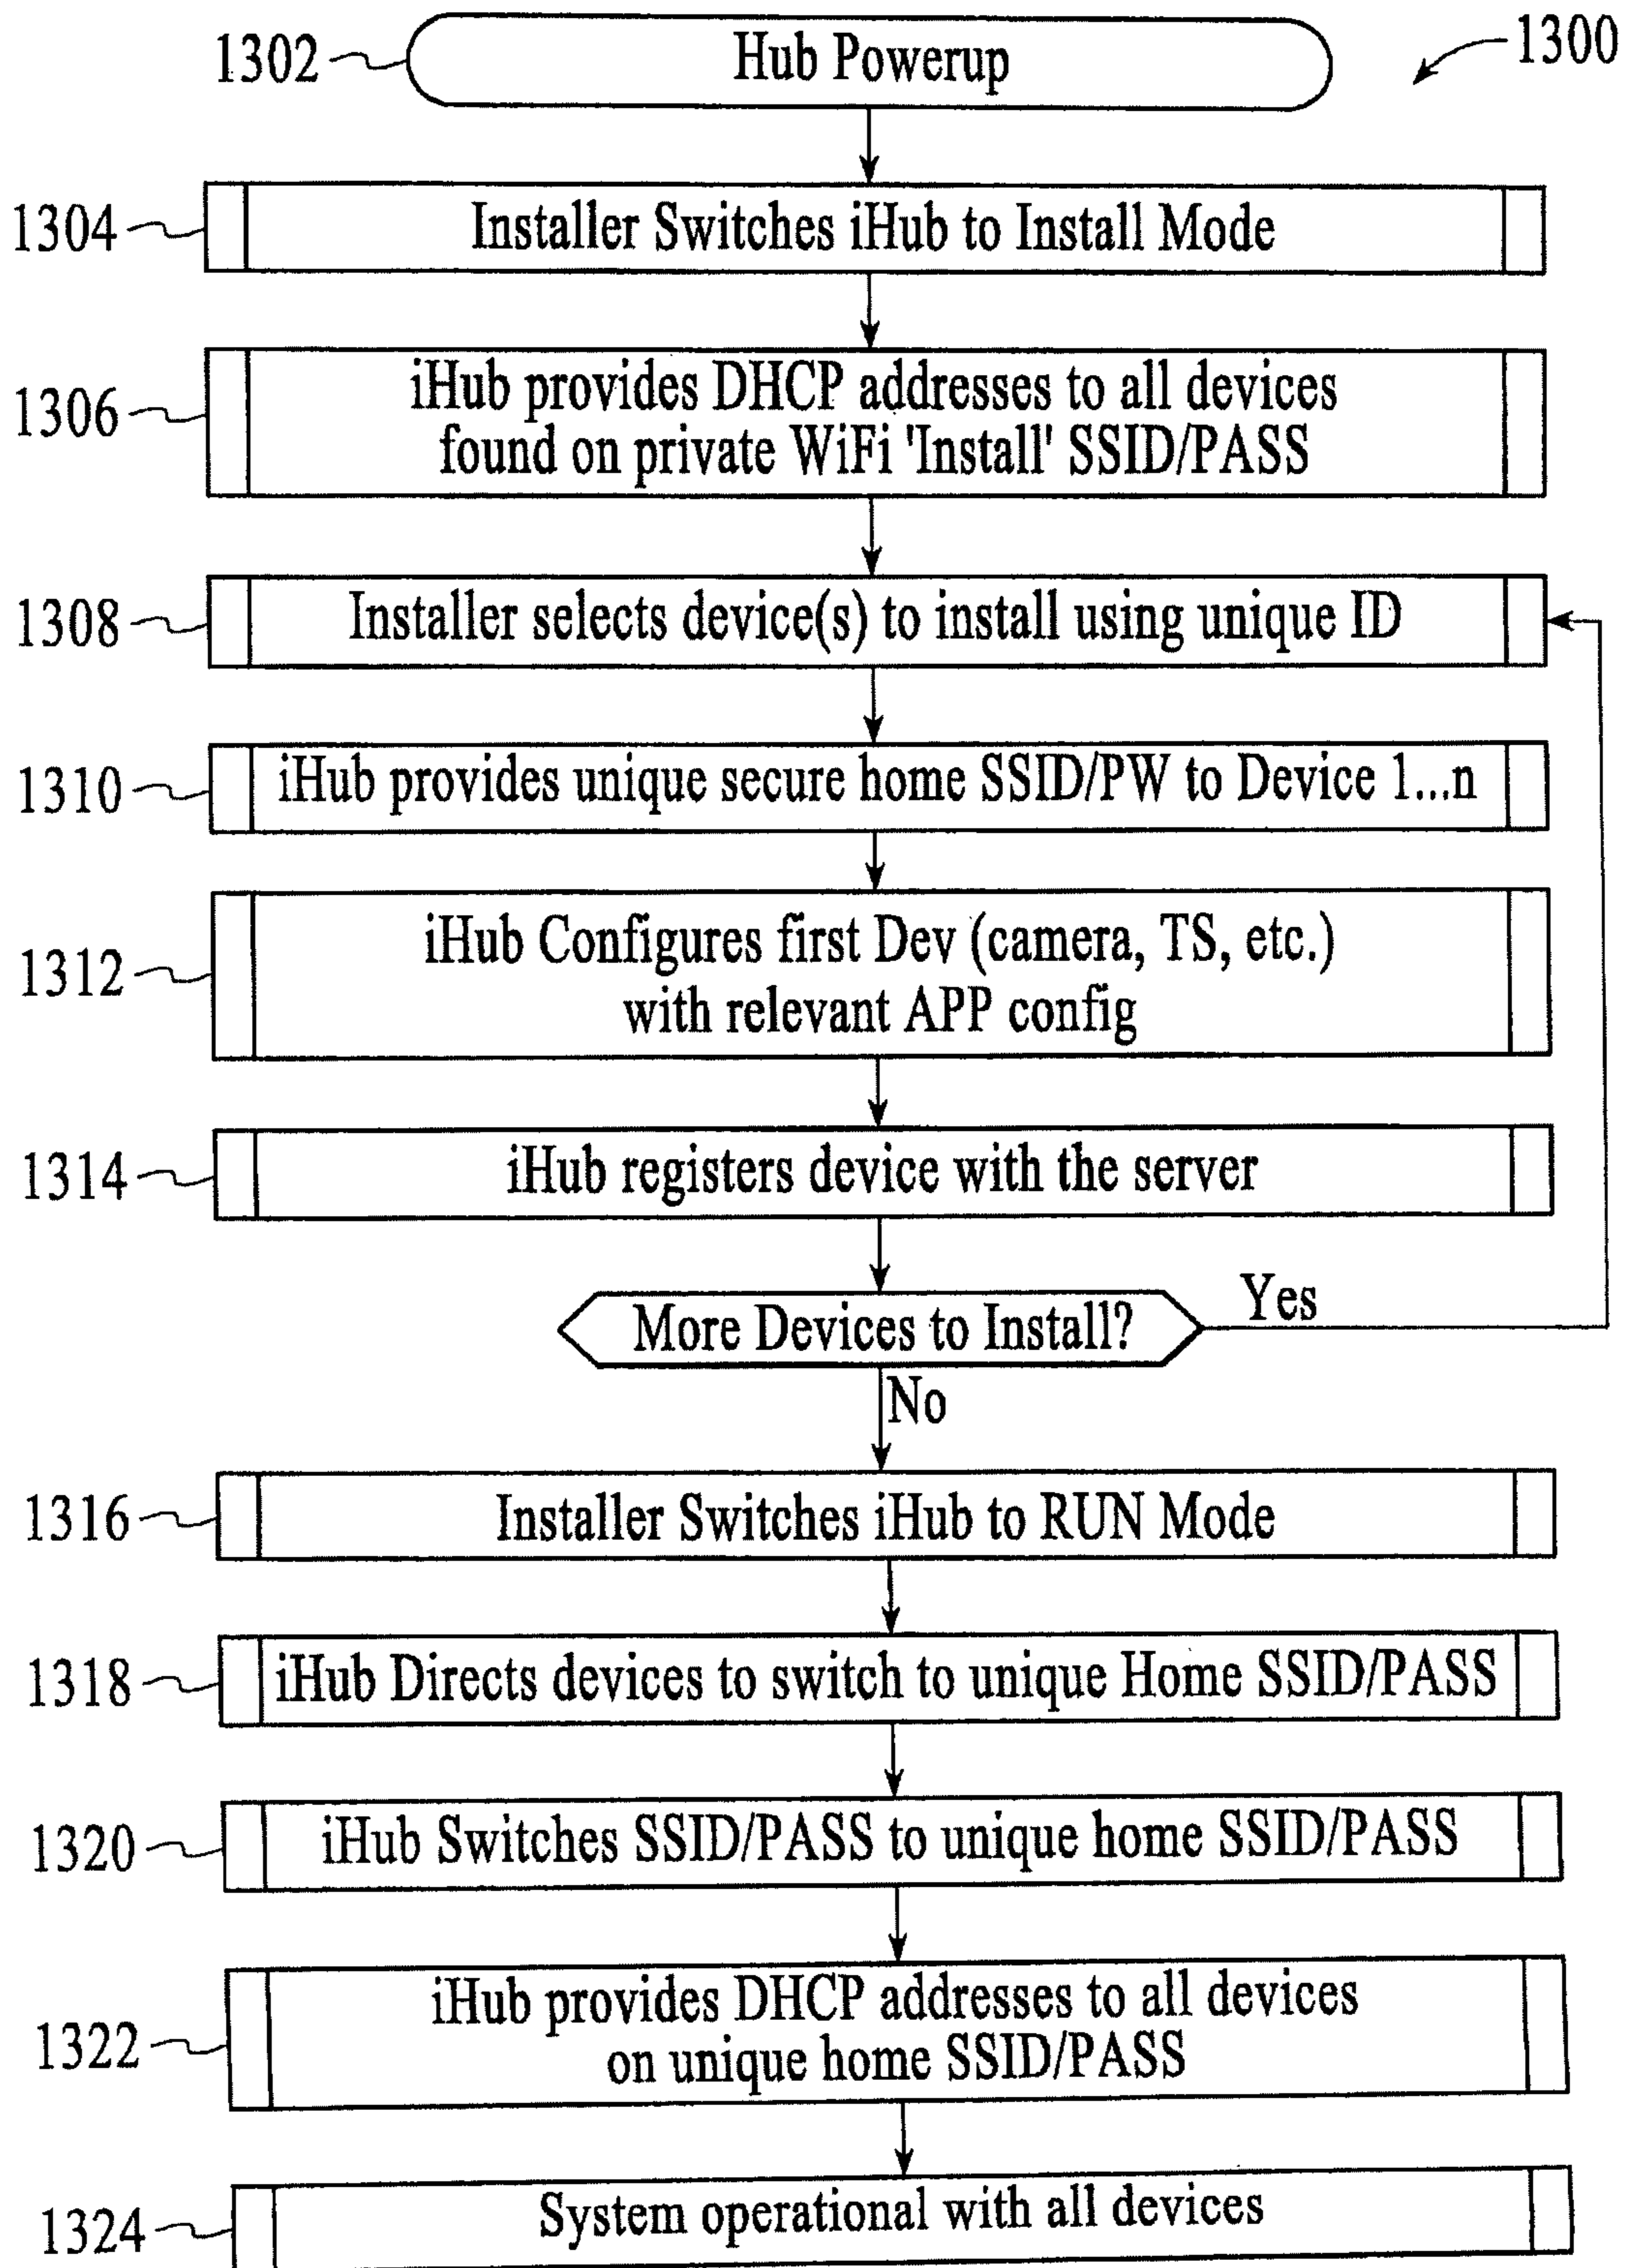 1302
Hub Powerup
1300
1304
Installer Switches iHub to Install Mode
1306
iHub provides DHCP addresses to all devices
found on private WiFi 'Install' SSID/PASS
1308
Installer selects device(s) to install using unique ID
1310
iHub provides unique secure home SSID/PW to Device 1...n
1312
iHub Configures first Dev (camera, TS, etc.)
with relevant APP config
1314
iHub registers device with the server
More Devices to Install?
Yes
No
1316
Installer Switches iHub to RUN Mode
1318
iHub Directs devices to switch to unique Home SSID/PASS
1320
iHub Switches SSID/PASS to unique home SSID/PASS
1322
iHub provides DHCP addresses to all devices
on unique home SSID/PASS
1324
System operational with all devices